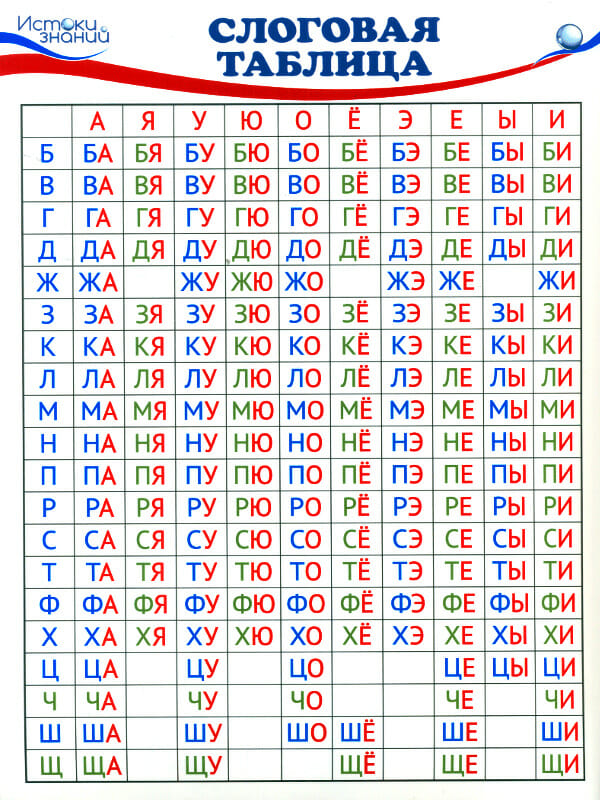 Истоки знаний
СЛОГОВАЯ
ТАБЛИЦА
А Я У Ю О Ё Э Е Ы И
Б БА БЯ БУ БЮ БО БЁ БЭ БЕ БЫ БИ
В ВА ВЯ ВУ ВЮ ВО ВЁ ВЭ ВЕ ВЫ ВИ
Г ГА ГЯ ГУ ГЮ ГО ГЁ ГЭ ГЕ ГЫ ГИ
Д ДА ДЯ ДУ ДЮ ДО ДЁ ДЭ ДЕ ДЫ ДИ
Ж ЖА ЖУ ЖЮ ЖО ЖЭ ЖЕ ЖИ
З ЗА ЗЯ ЗУ ЗЮ ЗО ЗЁ ЗЭ ЗЕ ЗЫ ЗИ
К КА КЯ КУ КЮ КО КЁ КЭ КЕ КЫ КИ
Л ЛА ЛЯ ЛУ ЛЮ ЛО ЛЁ ЛЭ ЛЕ ЛЫ ЛИ
М МА МЯ МУ МЮ МО МЁ МЭ МЕ МЫ МИ
Н НА НЯ НУ НЮ НО НЁ НЭ НЕ НЫ НИ
П ПА ПЯ ПУ ПЮ ПО ПЁ ПЭ ПЕ ПЫ ПИ
Р РА РЯ РУ РЮ РО РЁ РЭ РЕ РЫ РИ
С СА СЯ СУ СЮ СО СЁ СЭ СЕ СЫ СИ
Т ТА ТЯ ТУ ТЮ ТО ТЁ ТЭ ТЕ ТЫ ТИ
Ф ФА ФЯ ФУ ФЮ ФО ФЁ ФЭ ФЕ ФЫ ФИ
Х ХА ХЯ ХУ ХЮ ХО ХЁ ХЭ ХЕ ХЫ ХИ
Ц ЦА ЦУ ЦО ЦЕ ЦЫ ЦИ
Ч ЧА ЧУ ЧО ЧЕ ЧИ
Ш ША ШУ ШО ШЁ ШЕ ШИ
Щ ЩА ЩУ ЩЁ ЩЕ ЩИ